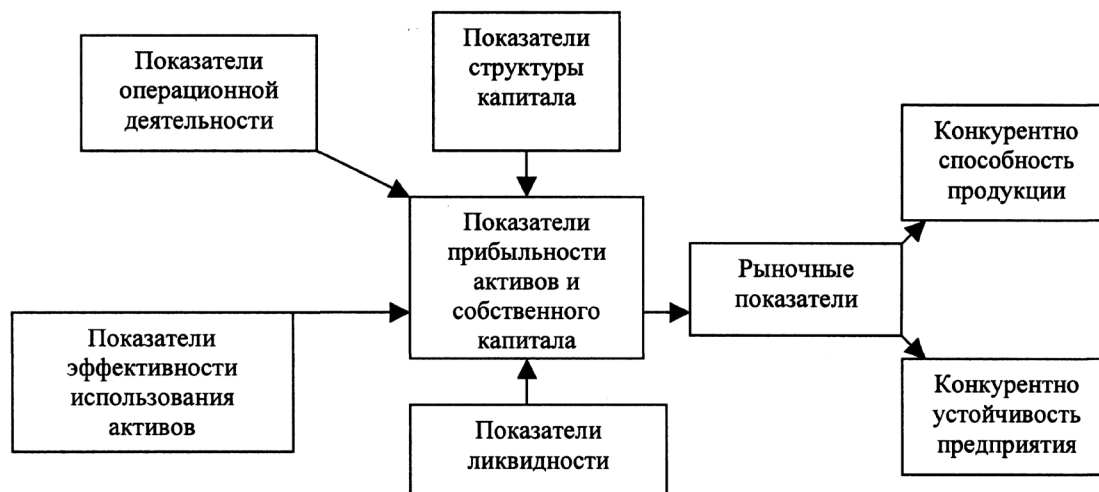 Показатели
операционной
деятельности
Показатели
структуры
капитала
Показатели
прибыльности
активов и
собственного
капитала
Показатели
эффективности
использования
активов
Показатели
ликвидности
Рыночные
показатели
Конкурентно
способность
продукции
Конкурентно
устойчивость
предприятия